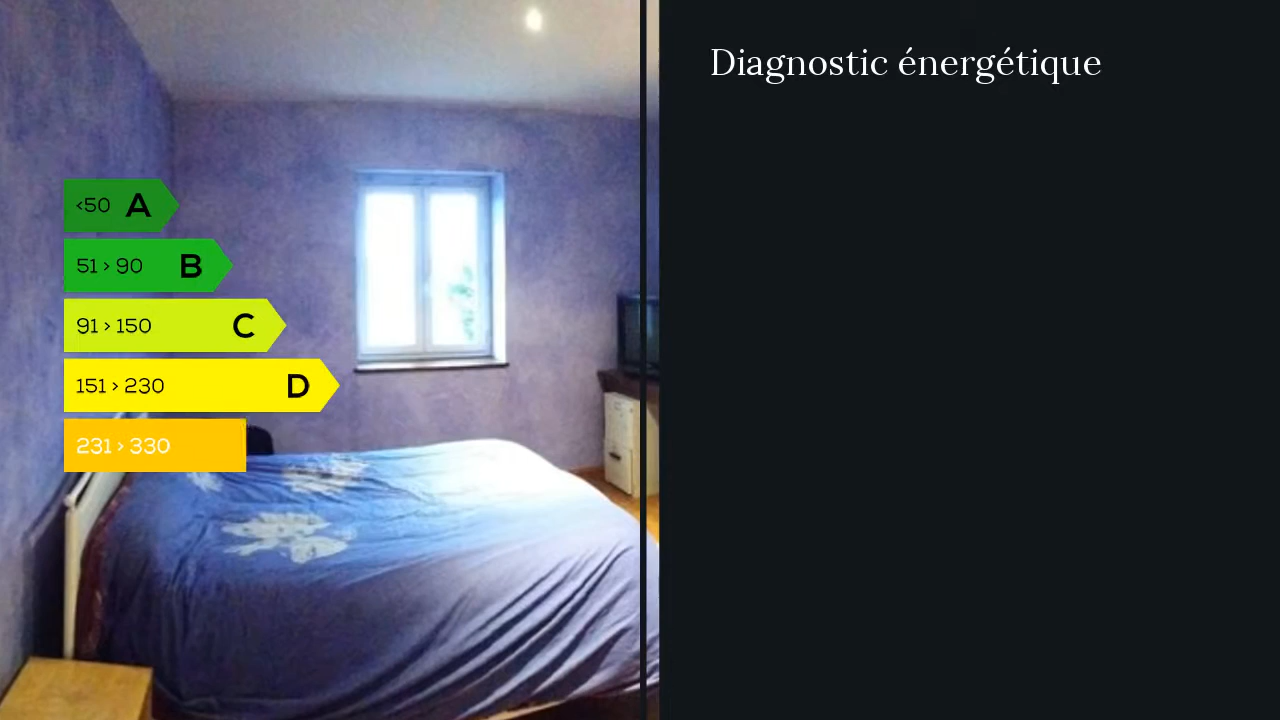 Diagnostic énergétique
<50 A
51 > 90 B
91 > 150 C
151 > 230 D
231 > 330